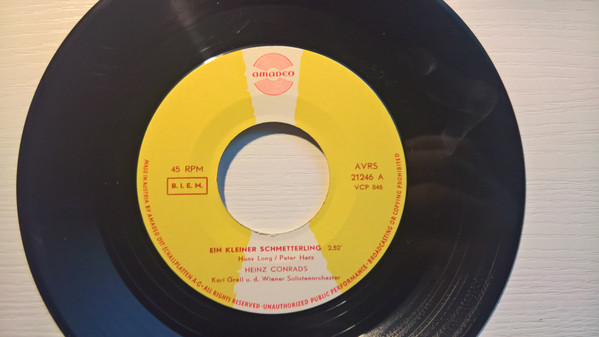 amadeo
45 RPM
B. I. E. M.
AVRS
21246 A
VCP 846
EIN KLEINER SCHMETTERLING 2:52'
Hans Lang / Peter Herz
HEINZ CONRADS
Karl Grell u. d. Wiener Solistenorchester
MADE IN AUSTRIA BY AMADEO ÖST. SCHALLPLATTEN A. G. - ALL RIGHTS RESERVED - UNAUTHORIZED PUBLIC PERFORMANCE - BROADCASTING OR COPYING PROHIBITED